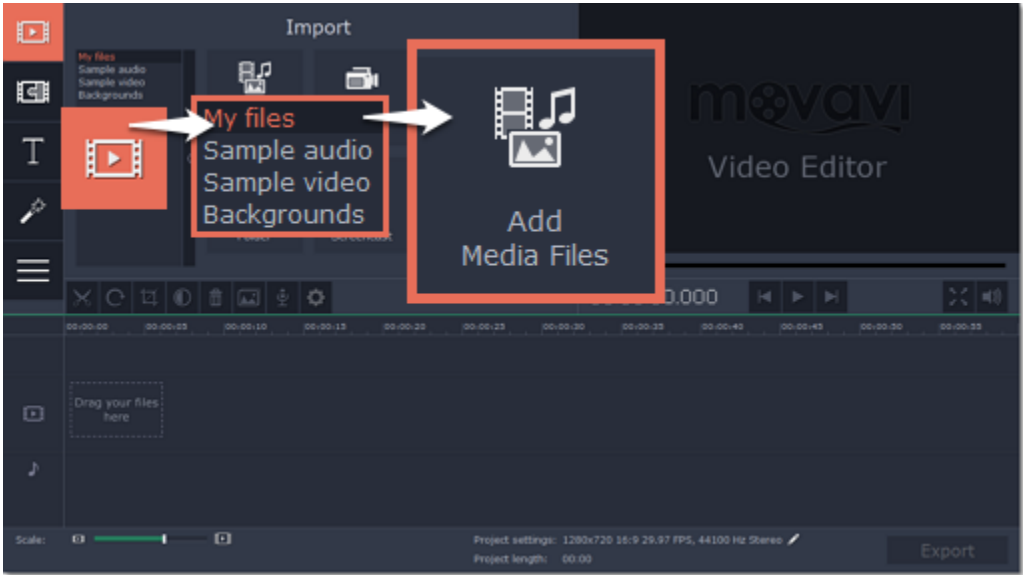 Import
My files
Sample audio
Sample video
Backgrounds
My files
Sample audio
Sample video
Backgrounds
Add
Media Files
movavi
Video Editor
00:00:00 00:00:05 00:00:10 00:00:15 00:00:20 00:00:25 00:00:30 00:00:35 00:00:40 00:00:45 00:00:50 00:00:55
Drag your files
here
Scale:
Project settings: 1280x720 16:9 29.97 FPS, 44100 Hz Stereo
Project length: 00:00
Export